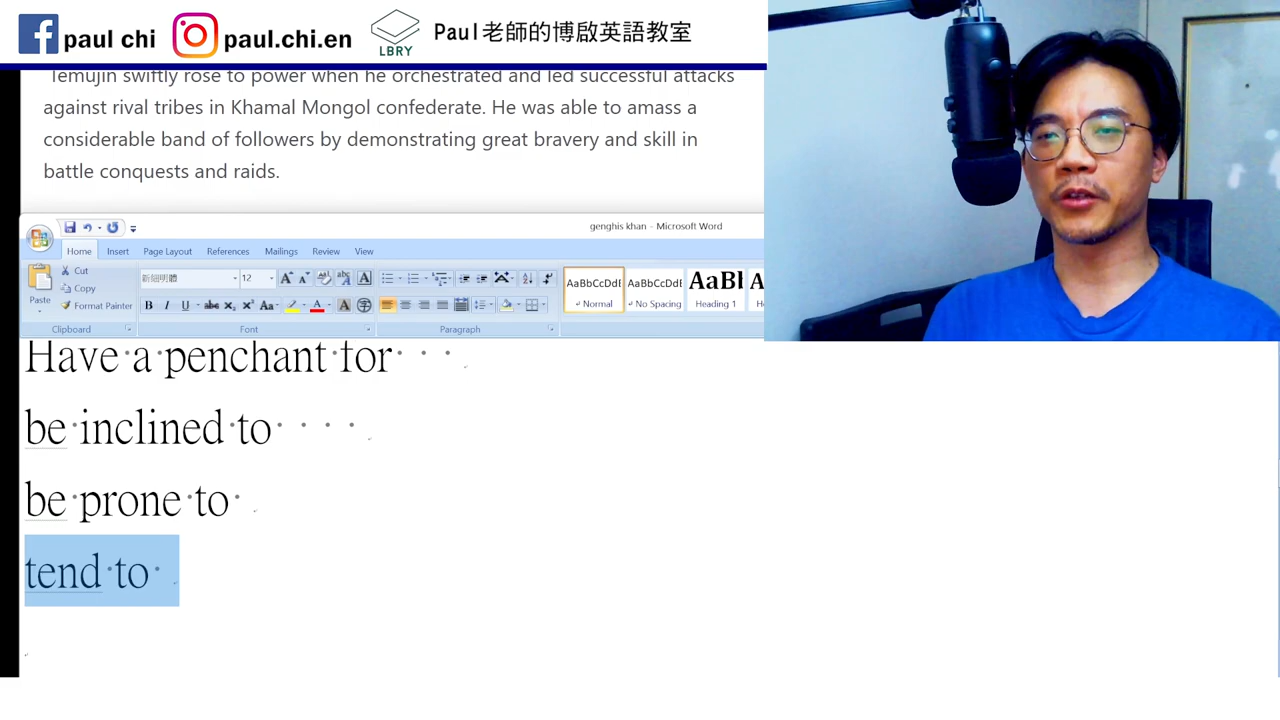 paul chi
paul.chi.en
LBRY
Paul老師的博啟英語教室
Temujin swiftly rose to power when he orchestrated and led successful attacks
against rival tribes in Khamal Mongol confederate. He was able to amass a
considerable band of followers by demonstrating great bravery and skill in
battle conquests and raids.
genghis khan - Microsoft Word
Home Insert Page Layout References Mailings Review View
Paste
Cut
Copy
Format Painter
Clipboard
新細明體 12
Font
Paragraph
AaBbCcDdE AaBbCcDdE AaBbI
Normal No Spacing Heading 1
Have a penchant for
be inclined to
be prone to
tend to